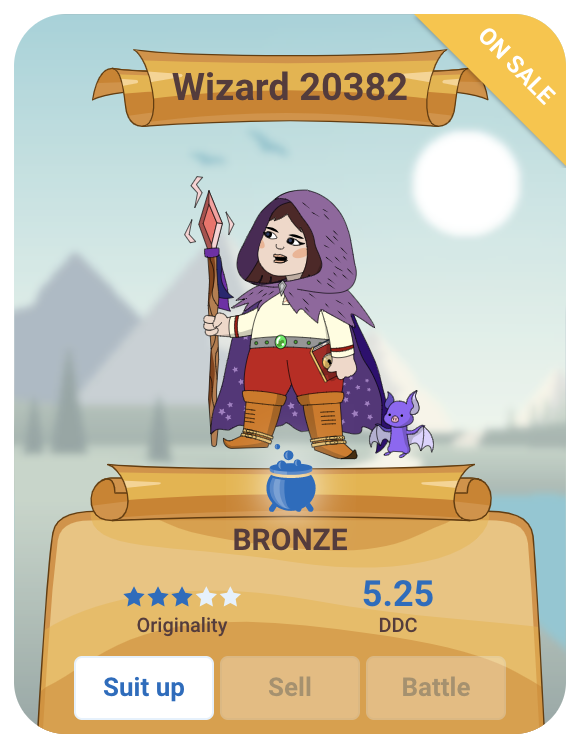 ON SALE
Wizard 20382
BRONZE
5.25
Originality
DDC
Suit up
Sell
Battle